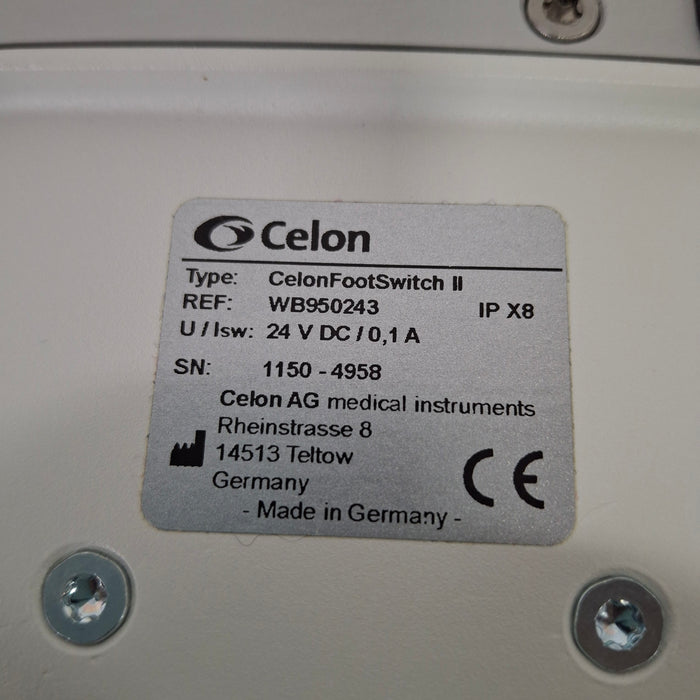 Celon
Type: CelonFootSwitch II
REF: WB950243 IP X8
U / Isw: 24 V DC / 0,1 A
SN: 1150 - 4958
Celon AG medical instruments
Rheinstrasse 8
14513 Teltow
Germany
CE
- Made in Germany -